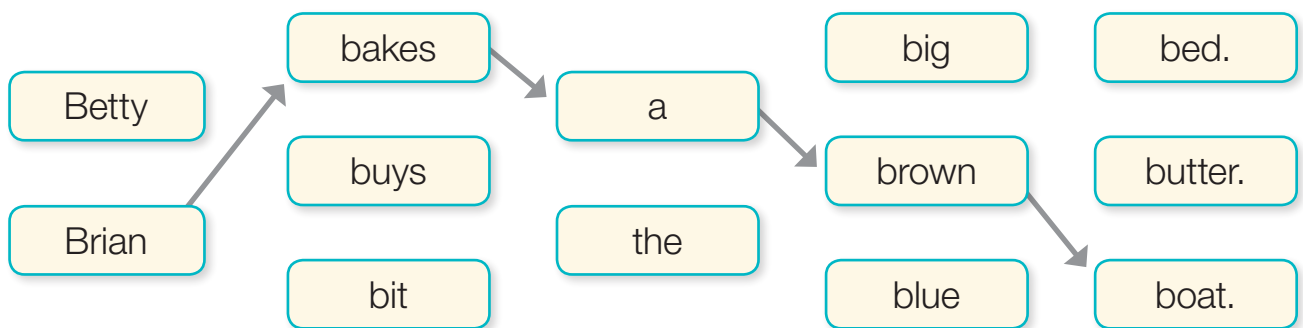 bakes big bed.
Betty a
buys brown butter.
Brian the
bit blue boat.